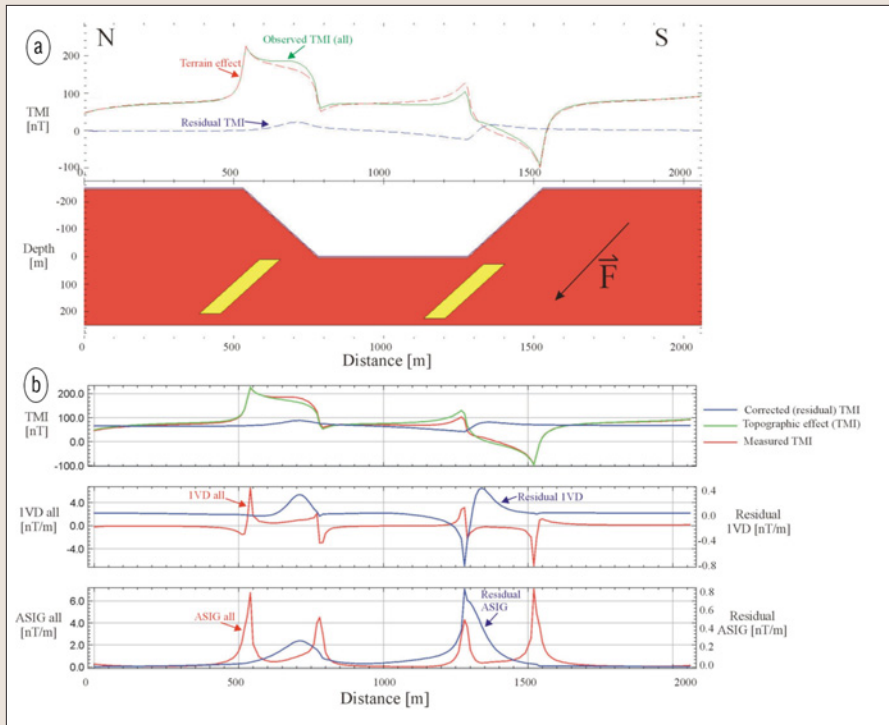 a
N
S
Observed TMI (all)
Terrain effect
Residual TMI
TMI
[nT]
200
100
0
-100
0
500
1000
1500
2000
Depth
[m]
-200
-100
0
100
200
F
0
500
1000
1500
2000
Distance [m]
b
TMI
[nT]
200.0
100.0
0.0
-100.0
Corrected (residual) TMI
Topographic effect (TMI)
Measured TMI
1VD all
[nT/m]
4.0
0.0
-4.0
1VD all
Residual 1VD
0.4
0.0
-0.4
-0.8
Residual
1VD [nT/m]
ASIG all
[nT/m]
6.0
4.0
2.0
0.0
ASIG all
Residual
ASIG
0.8
0.6
0.4
0.2
0.0
Residual
ASIG [nT/m]
0
500
1000
1500
2000
Distance [m]